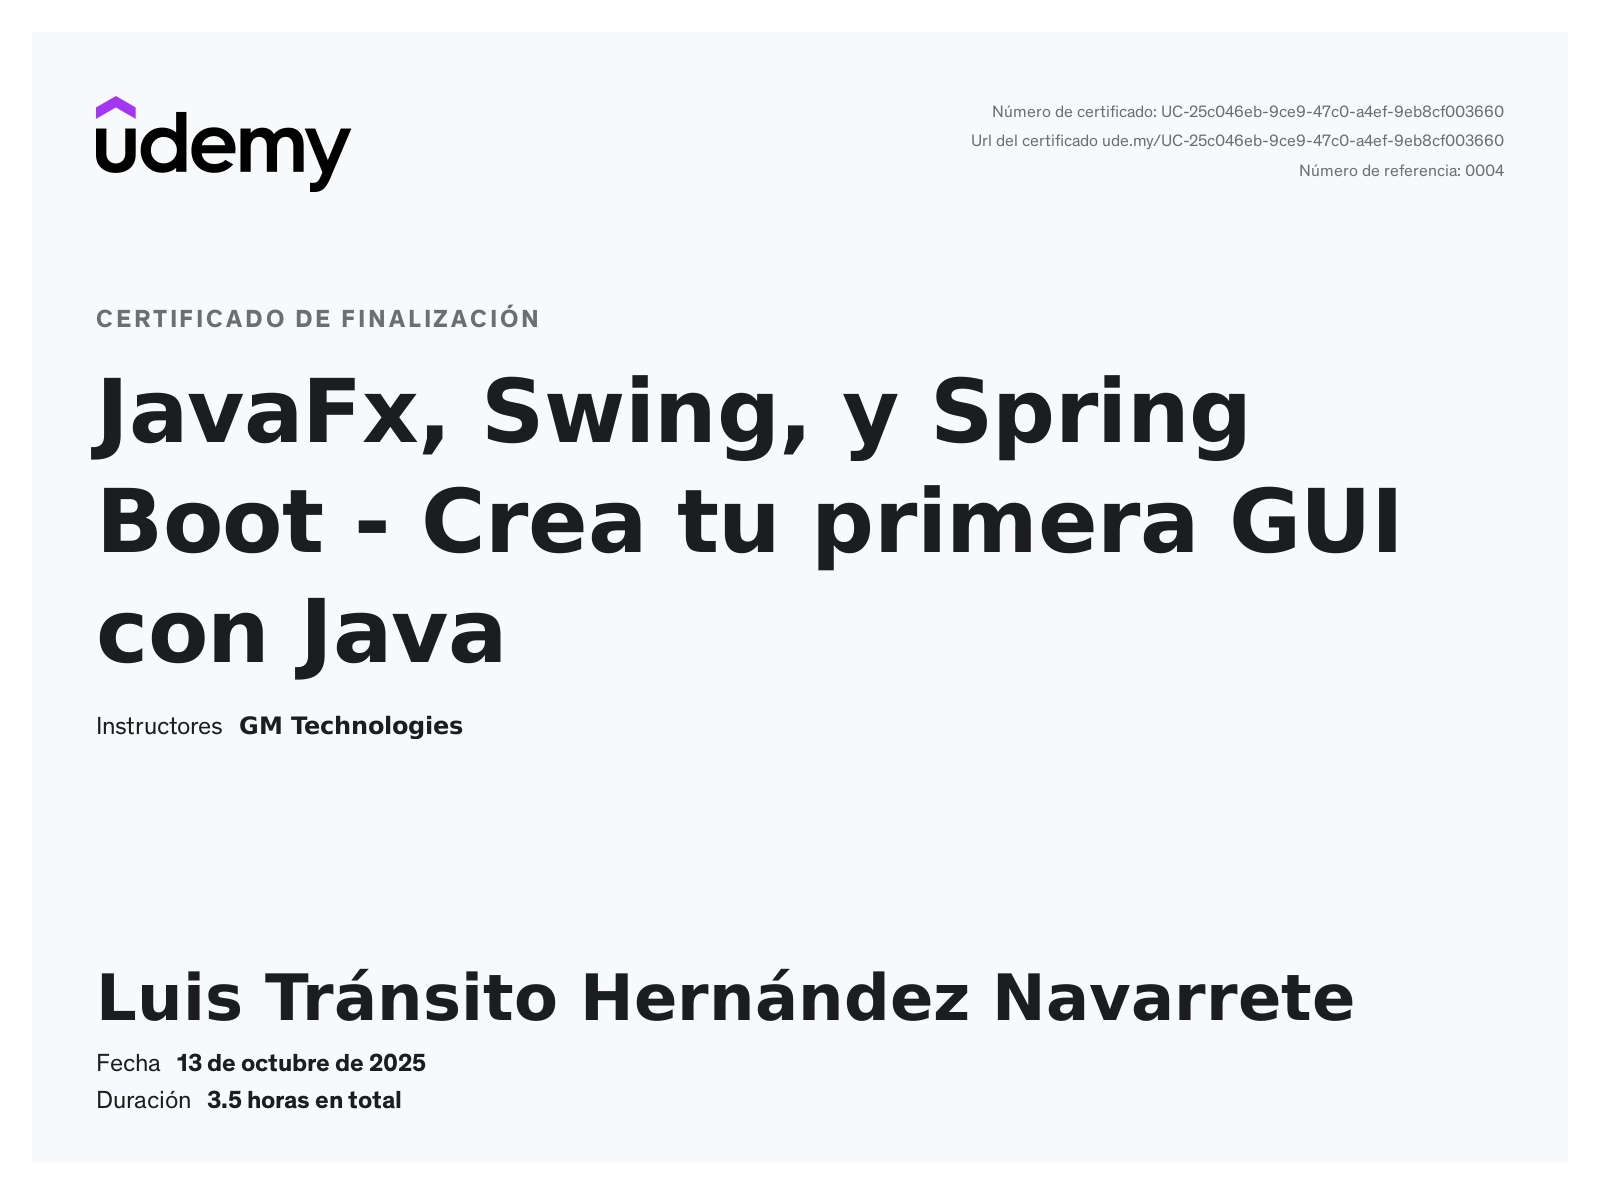 udemy
Número de certificado: UC-25c046eb-9ce9-47c0-a4ef-9eb8cf003660
Url del certificado ude.my/UC-25c046eb-9ce9-47c0-a4ef-9eb8cf003660
Número de referencia: 0004
CERTIFICADO DE FINALIZACIÓN
JavaFx, Swing, y Spring
Boot - Crea tu primera GUI
con Java
Instructores GM Technologies
Luis Tránsito Hernández Navarrete
Fecha 13 de octubre de 2025
Duración 3.5 horas en total